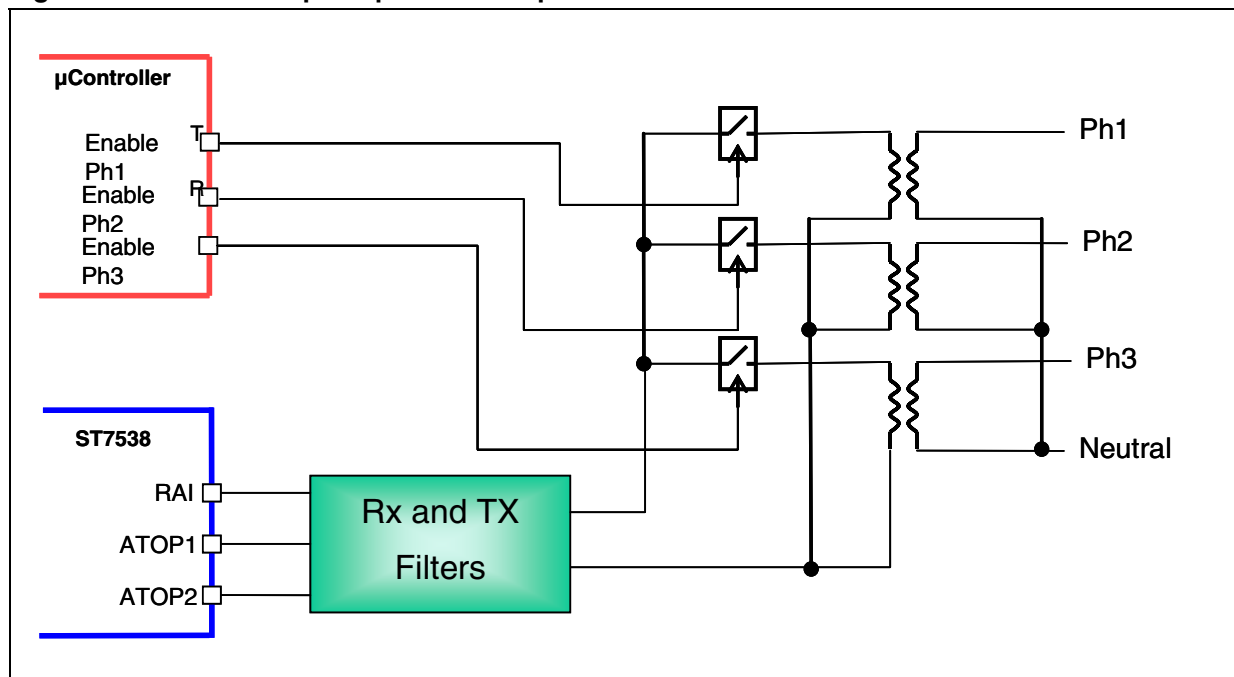 µController
T
Enable
Ph1
R
Enable
Ph2
Enable
Ph3
Ph1
Ph2
Ph3
Neutral
ST7538
RAI
ATOP1
ATOP2
Rx and TX
Filters